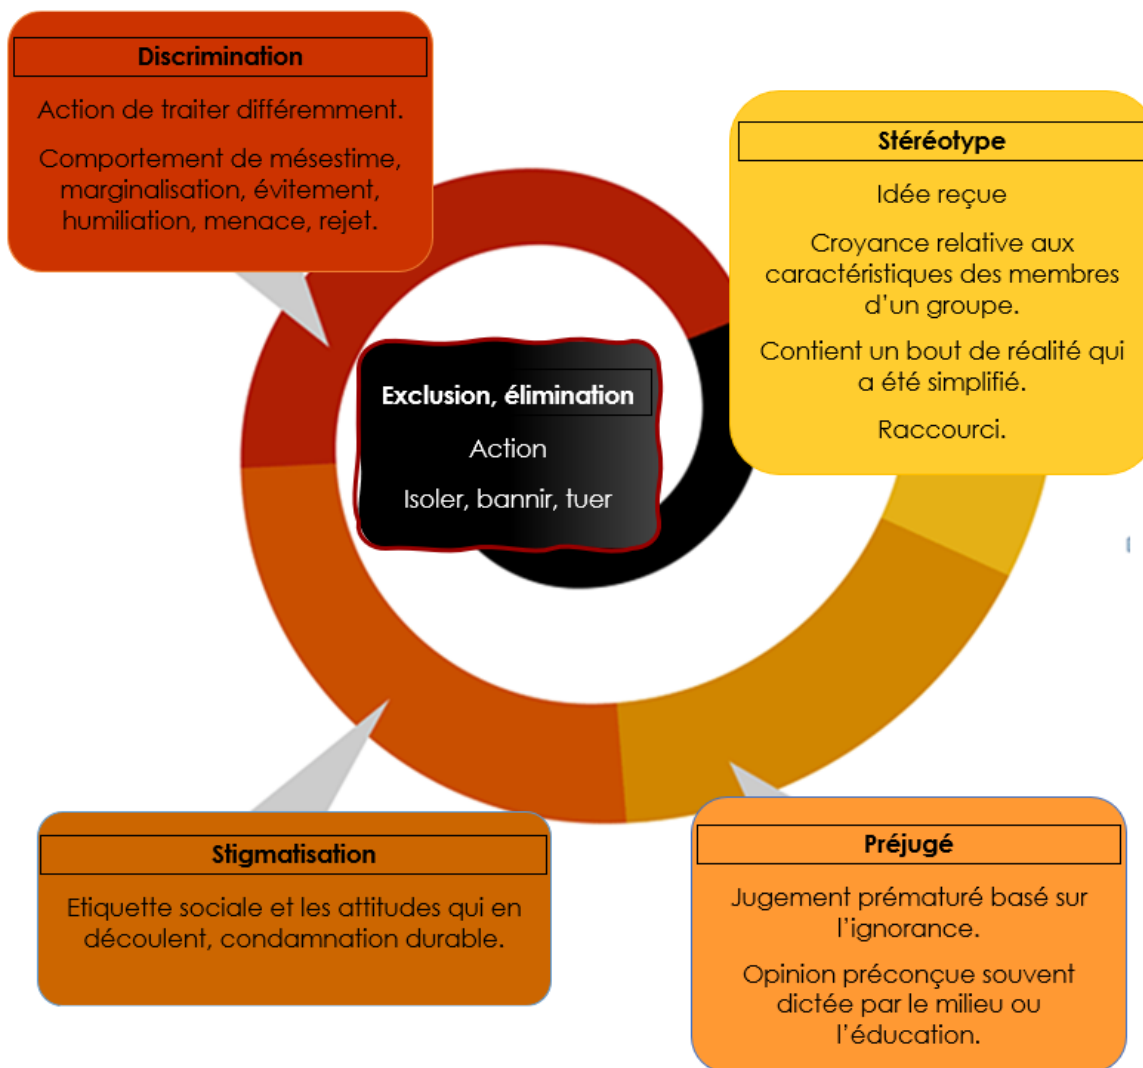 Discrimination
Action de traiter différemment.
Comportement de mésestime,
marginalisation, évitement,
humiliation, menace, rejet.
Stéréotype
Idée reçue
Croyance relative aux
caractéristiques des membres
d'un groupe.
Contient un bout de réalité qui
a été simplifié.
Raccourci.
Exclusion, élimination
Action
Isoler, bannir, tuer
Stigmatisation
Etiquette sociale et les attitudes qui en
découlent, condamnation durable.
Préjugé
Jugement prématuré basé sur
l'ignorance.
Opinion préconçue souvent
dictée par le milieu ou
l'éducation.